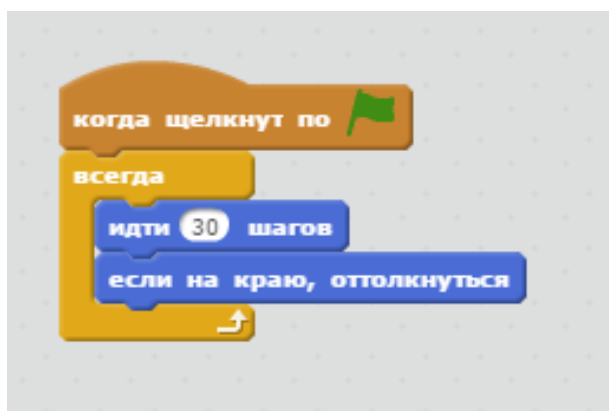 когда щелкнут по
всегда
идти 30 шагов
если на краю, оттолкнуться